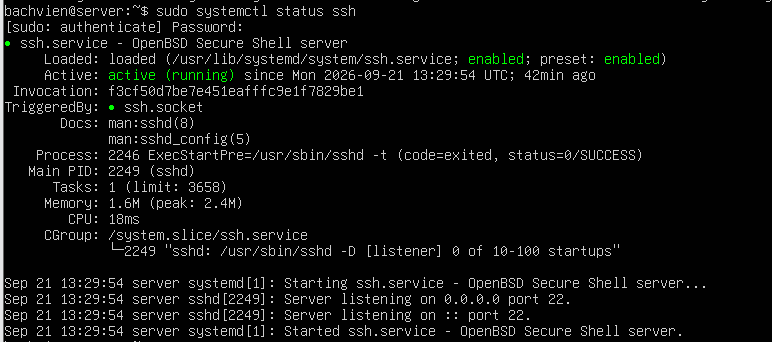 bachvien@server:~$ sudo systemctl status ssh
[sudo: authenticate] Password:
● ssh.service - OpenBSD Secure Shell server
     Loaded: loaded (/usr/lib/systemd/system/ssh.service; enabled; preset: enabled)
     Active: active (running) since Mon 2026-09-21 13:29:54 UTC; 42min ago
 Invocation: f3cf50d7be7e451eafffc9e1f7829be1
TriggeredBy: ● ssh.socket
       Docs: man:sshd(8)
             man:sshd_config(5)
    Process: 2246 ExecStartPre=/usr/sbin/sshd -t (code=exited, status=0/SUCCESS)
   Main PID: 2249 (sshd)
      Tasks: 1 (limit: 3658)
     Memory: 1.6M (peak: 2.4M)
        CPU: 18ms
     CGroup: /system.slice/ssh.service
             └─2249 "sshd: /usr/sbin/sshd -D [listener] 0 of 10-100 startups"

Sep 21 13:29:54 server systemd[1]: Starting ssh.service - OpenBSD Secure Shell server...
Sep 21 13:29:54 server sshd[2249]: Server listening on 0.0.0.0 port 22.
Sep 21 13:29:54 server sshd[2249]: Server listening on :: port 22.
Sep 21 13:29:54 server systemd[1]: Started ssh.service - OpenBSD Secure Shell server.